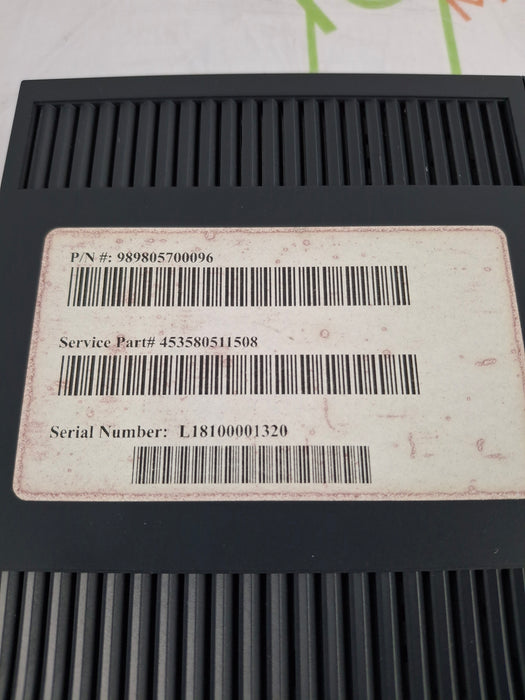 P/N #: 989805700096
Service Part# 453580511508
Serial Number: L18100001320